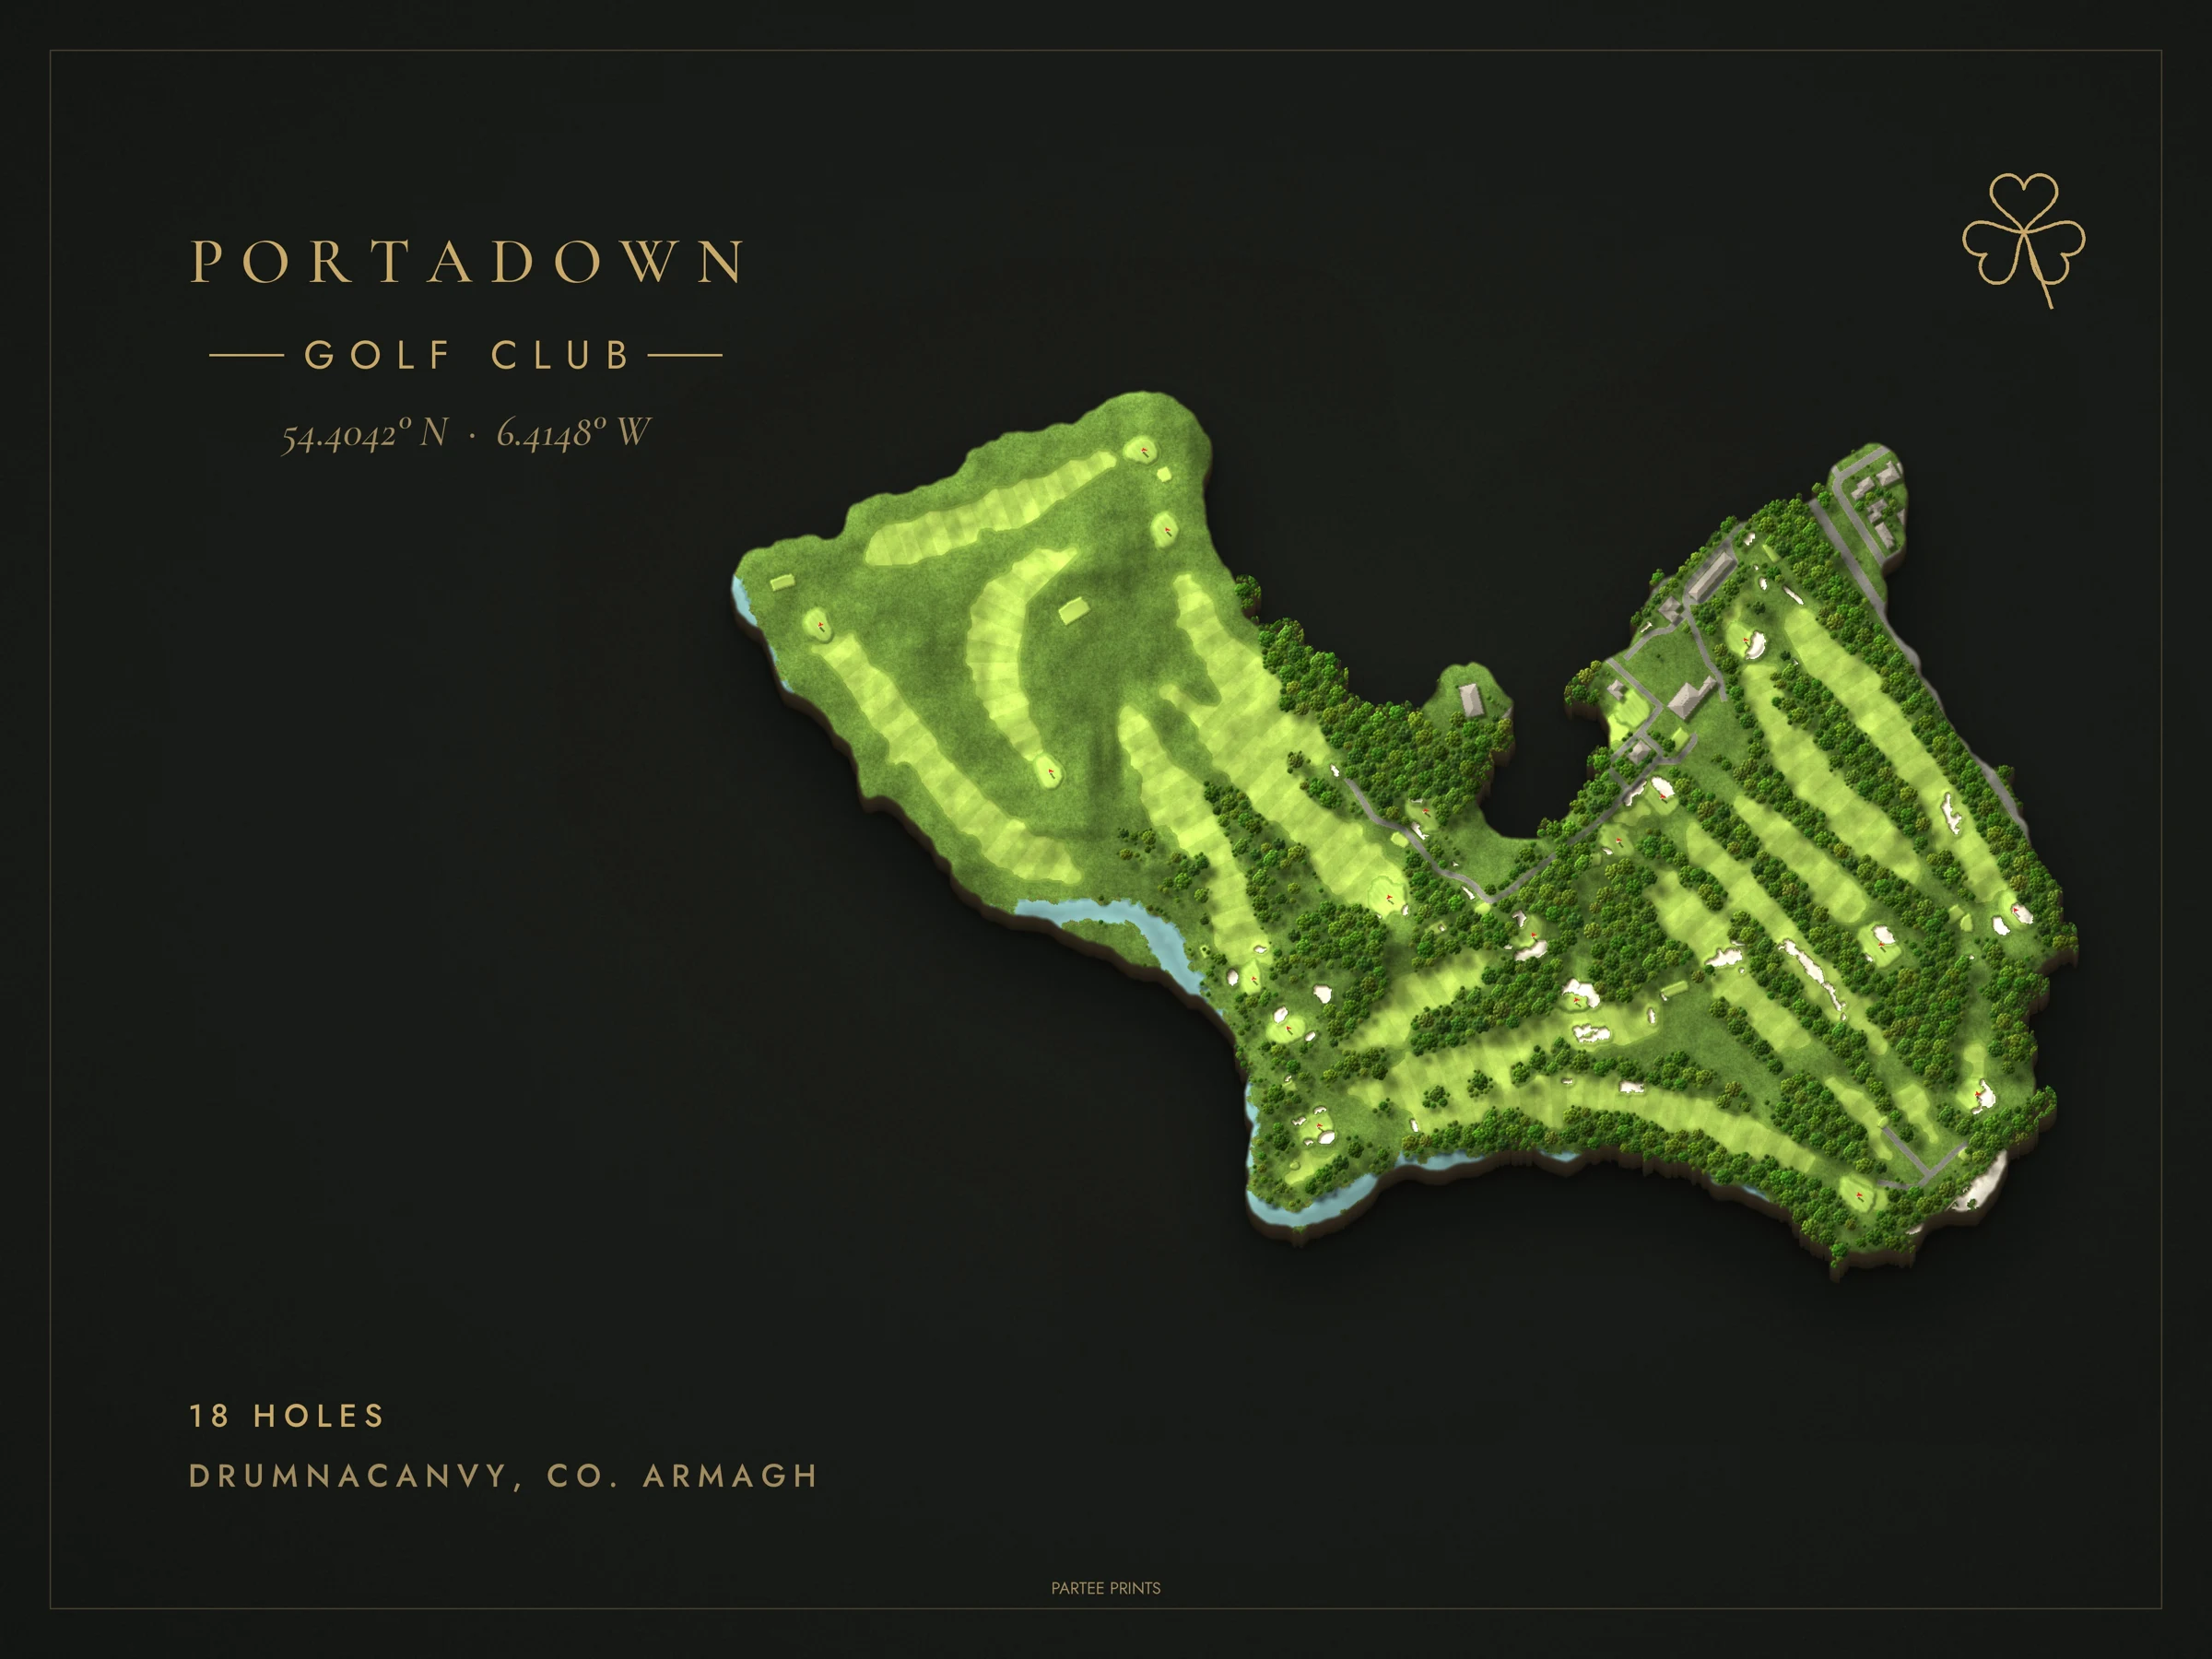 PORTADOWN
GOLF CLUB
54.4042° N · 6.4148° W
18 HOLES
DRUMNACANVY, CO. ARMAGH
PARTEE PRINTS